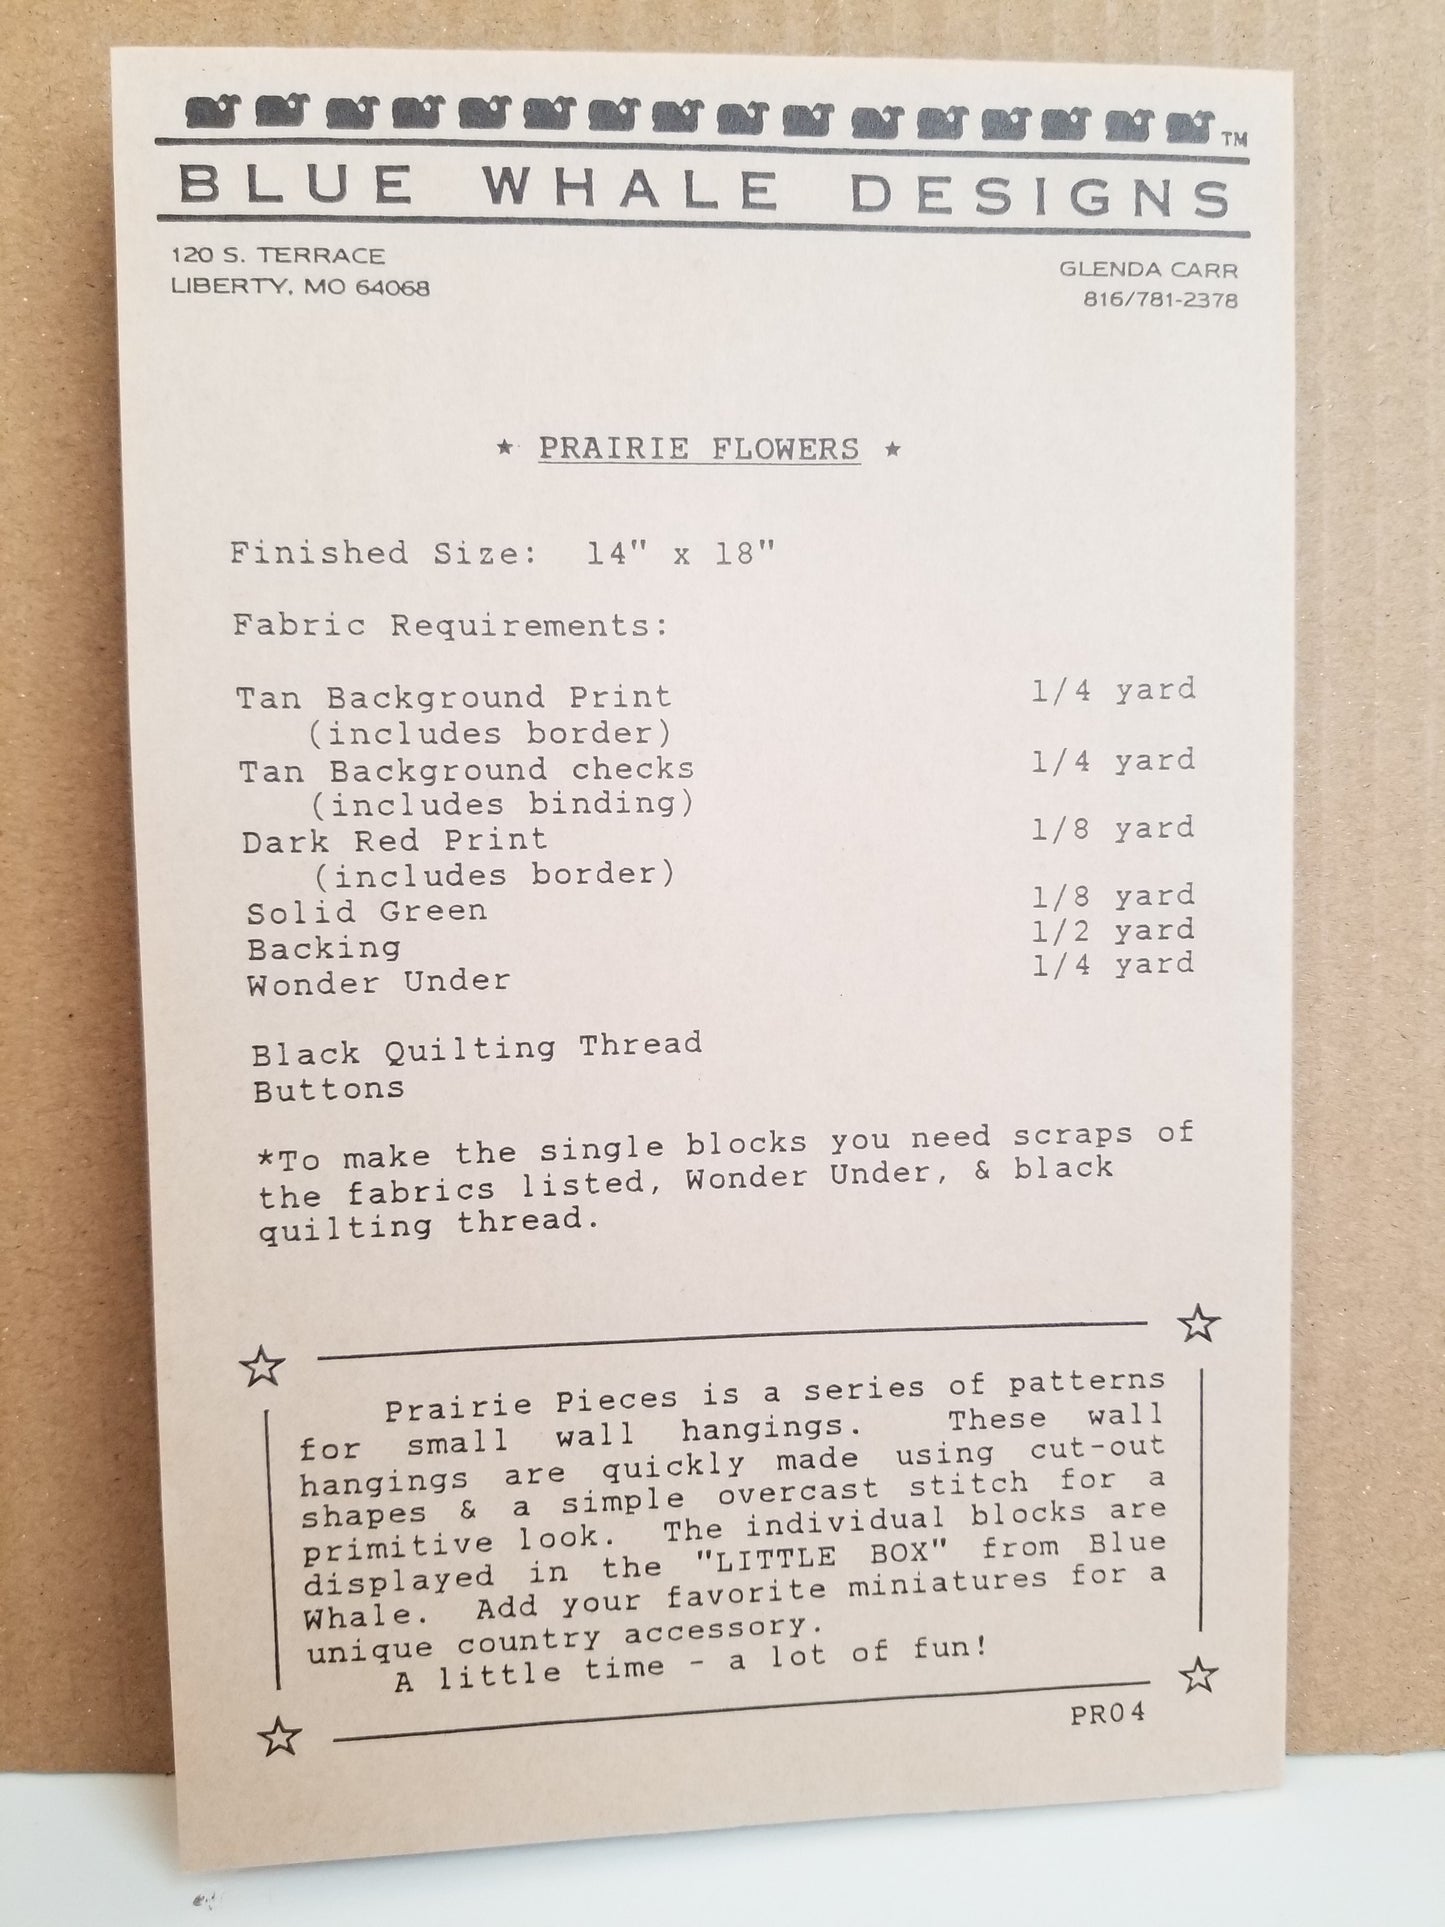 TM
BLUE WHALE DESIGNS
120 S. TERRACE
LIBERTY, MO 64068
GLENDA CARR
816/781-2378
★ PRAIRIE FLOWERS ★
Finished Size: 14" x 18"
Fabric Requirements:
Tan Background Print 1/4 yard
(includes border)
Tan Background checks 1/4 yard
(includes binding)
Dark Red Print 1/8 yard
(includes border)
Solid Green 1/8 yard
Backing 1/2 yard
Wonder Under 1/4 yard
Black Quilting Thread
Buttons
*To make the single blocks you need scraps of
the fabrics listed, Wonder Under, & black
quilting thread.
Prairie Pieces is a series of patterns
for small wall hangings. These wall
hangings are quickly made using cut-out
shapes & a simple overcast stitch for a
primitive look. The individual blocks are
displayed in the "LITTLE BOX" from Blue
Whale. Add your favorite miniatures for a
unique country accessory.
A little time - a lot of fun!
PR04